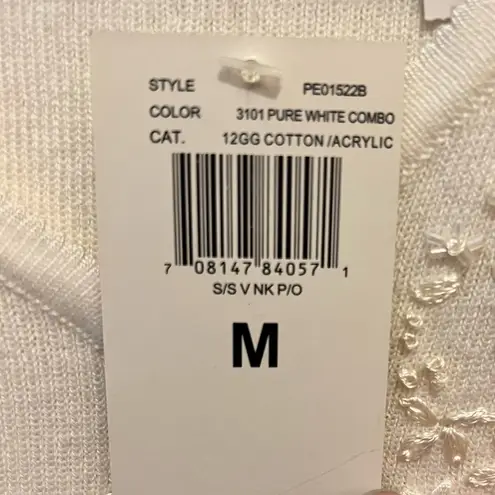 STYLE PE01522B
COLOR 3101 PURE WHITE COMBO
CAT. 12GG COTTON /ACRYLIC
7 08147 84057 1
S/S V NK P/O
M